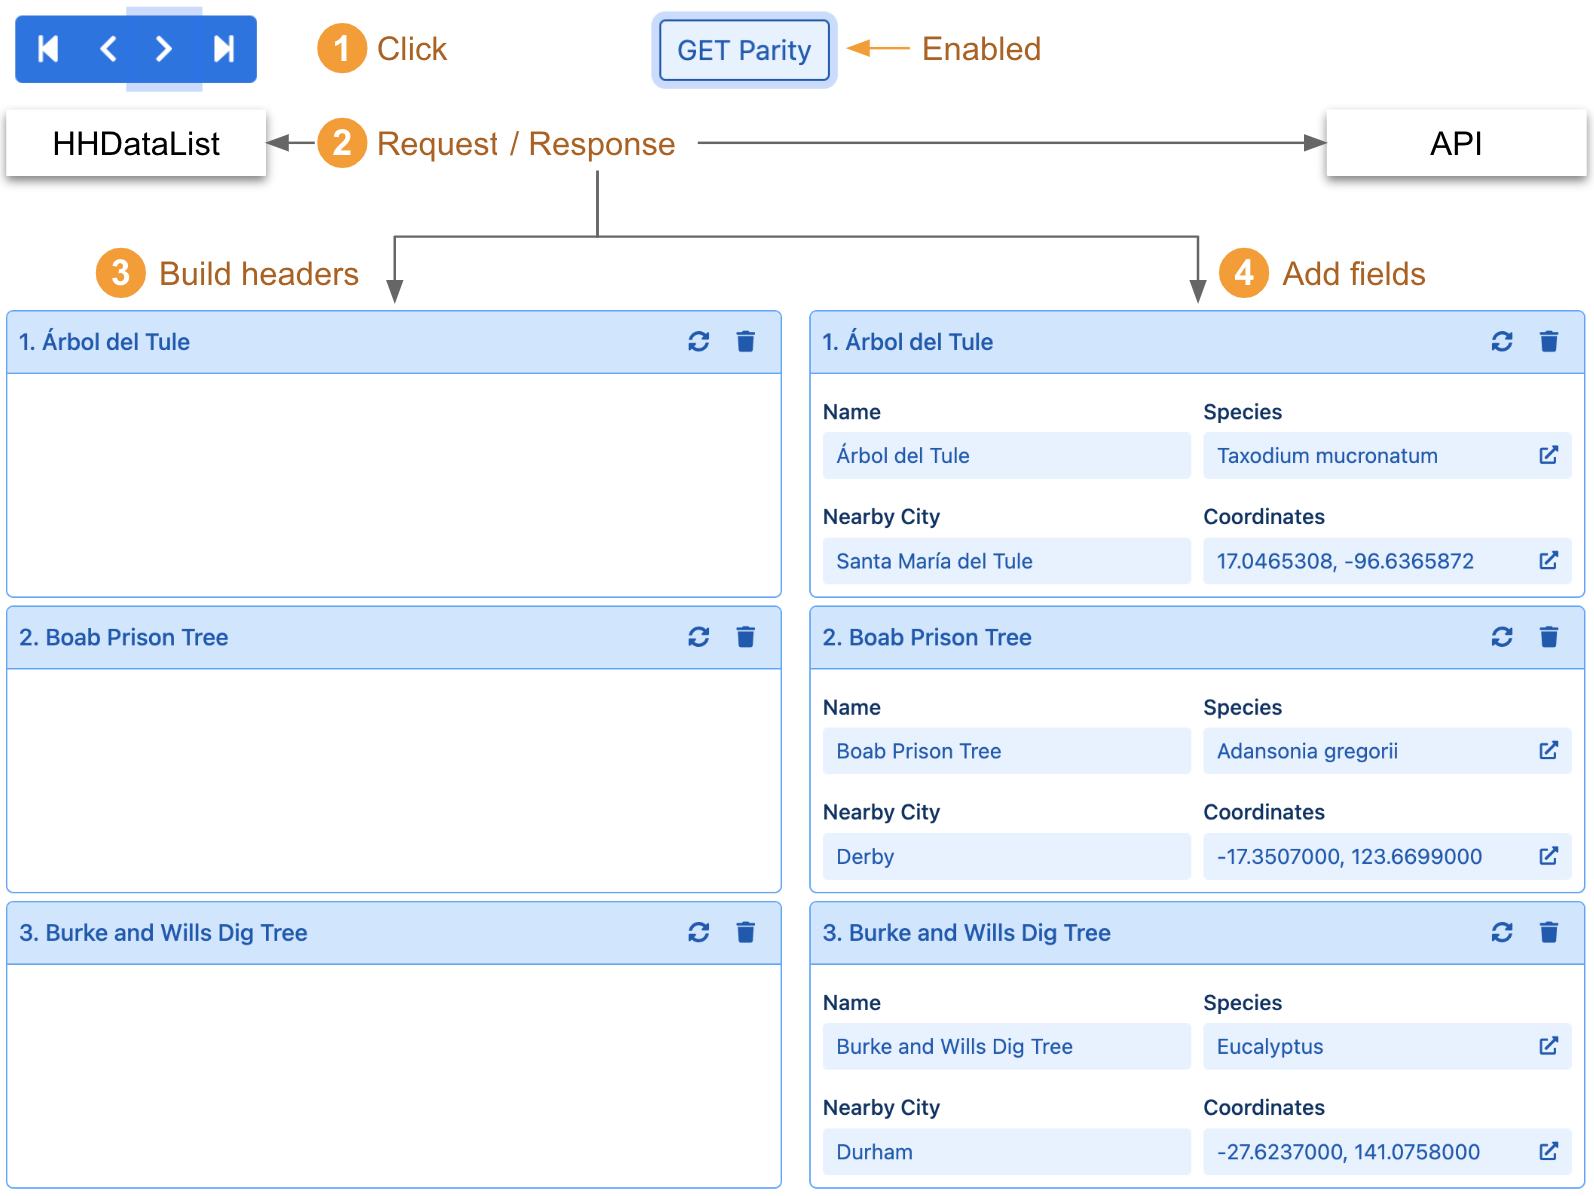 1 Click
GET Parity
Enabled
HHDataList
2 Request / Response
API
3 Build headers
4 Add fields
1. Árbol del Tule
2. Boab Prison Tree
3. Burke and Wills Dig Tree
1. Árbol del Tule
Name
Species
Árbol del Tule
Taxodium mucronatum
Nearby City
Coordinates
Santa María del Tule
17.0465308, -96.6365872
2. Boab Prison Tree
Name
Species
Boab Prison Tree
Adansonia gregorii
Nearby City
Coordinates
Derby
-17.3507000, 123.6699000
3. Burke and Wills Dig Tree
Name
Species
Burke and Wills Dig Tree
Eucalyptus
Nearby City
Coordinates
Durham
-27.6237000, 141.0758000